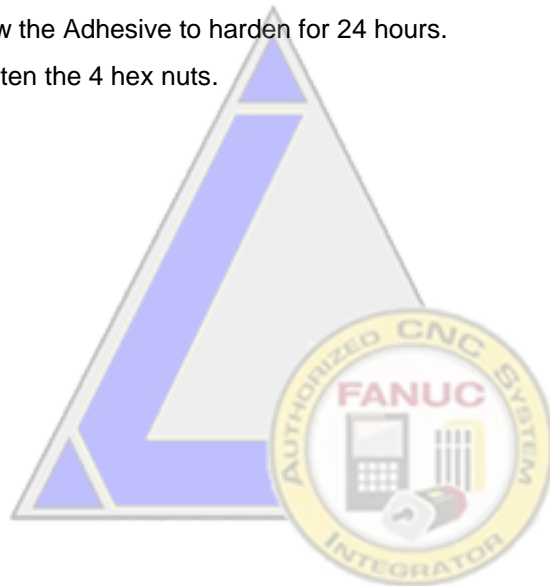 w the Adhesive to harden for 24 hours.
ten the 4 hex nuts.
AUTHORIZED CNC SYSTEM
FANUC
INTEGRATOR